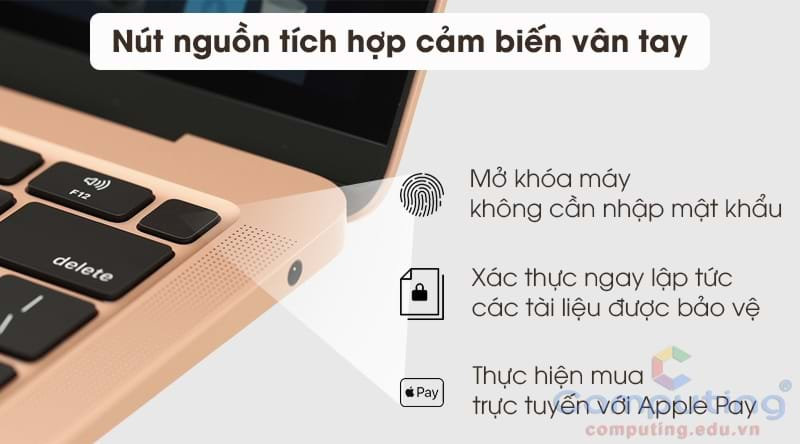 Nút nguồn tích hợp cảm biến vân tay
F12
delete
Mở khóa máy
không cần nhập mật khẩu
Xác thực ngay lập tức
các tài liệu được bảo vệ
Pay
Thực hiện mua
trực tuyến với Apple Pay
Computing®
computing.edu.vn